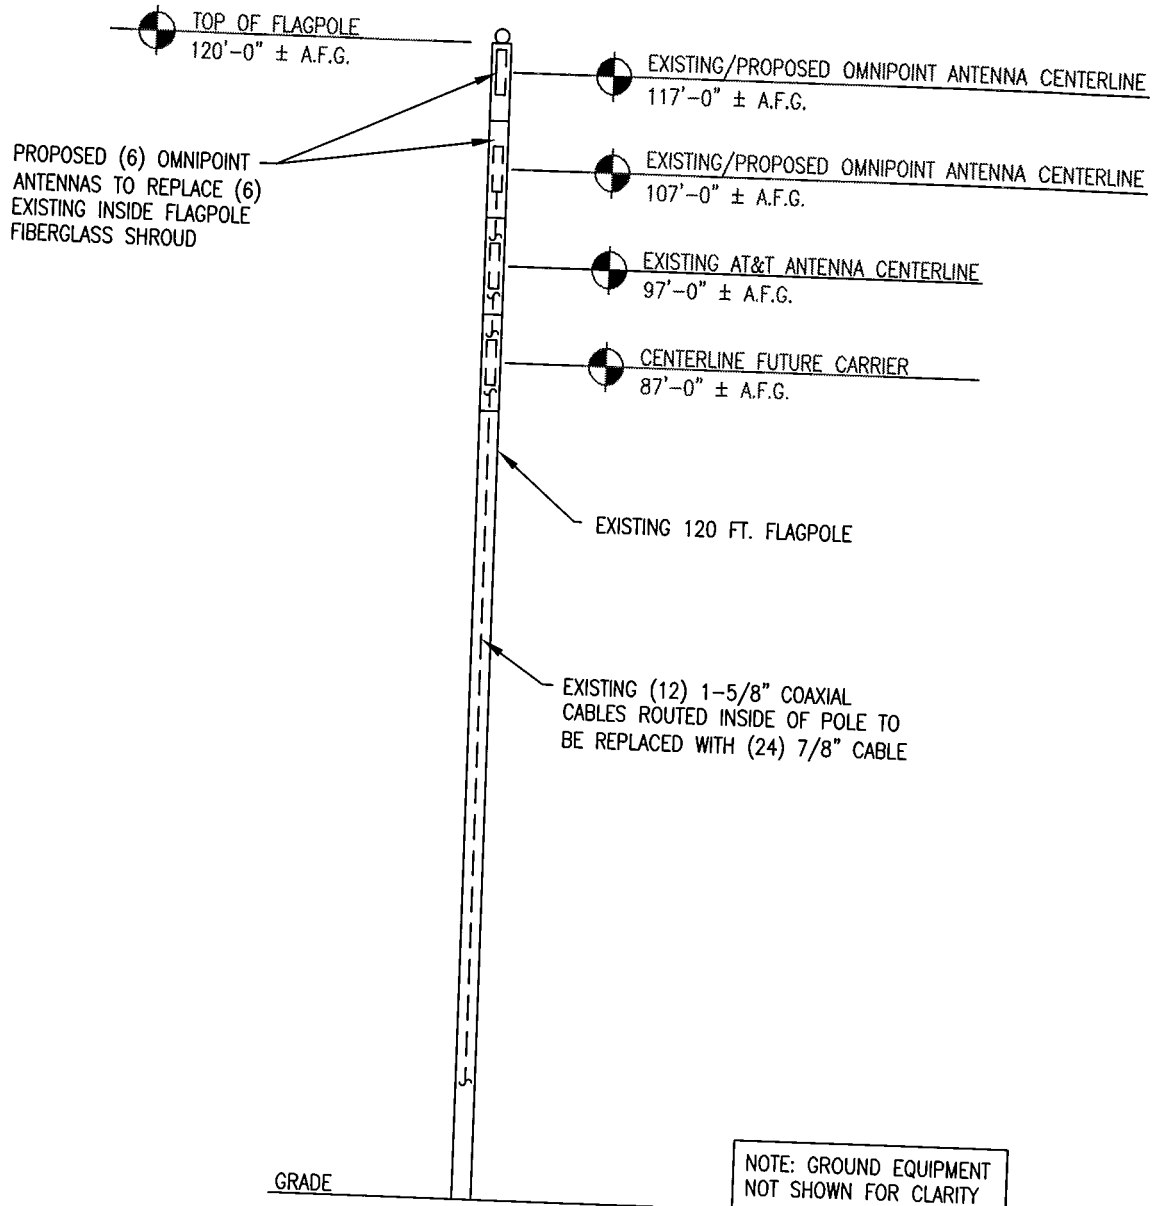 TOP OF FLAGPOLE
120'-0" ± A.F.G.
EXISTING/PROPOSED OMNIPOINT ANTENNA CENTERLINE
117'-0" ± A.F.G.
PROPOSED (6) OMNIPOINT
ANTENNAS TO REPLACE (6)
EXISTING INSIDE FLAGPOLE
FIBERGLASS SHROUD
EXISTING/PROPOSED OMNIPOINT ANTENNA CENTERLINE
107'-0" ± A.F.G.
EXISTING AT&T ANTENNA CENTERLINE
97'-0" ± A.F.G.
CENTERLINE FUTURE CARRIER
87'-0" ± A.F.G.
EXISTING 120 FT. FLAGPOLE
EXISTING (12) 1-5/8" COAXIAL
CABLES ROUTED INSIDE OF POLE TO
BE REPLACED WITH (24) 7/8" CABLE
GRADE
NOTE: GROUND EQUIPMENT
NOT SHOWN FOR CLARITY